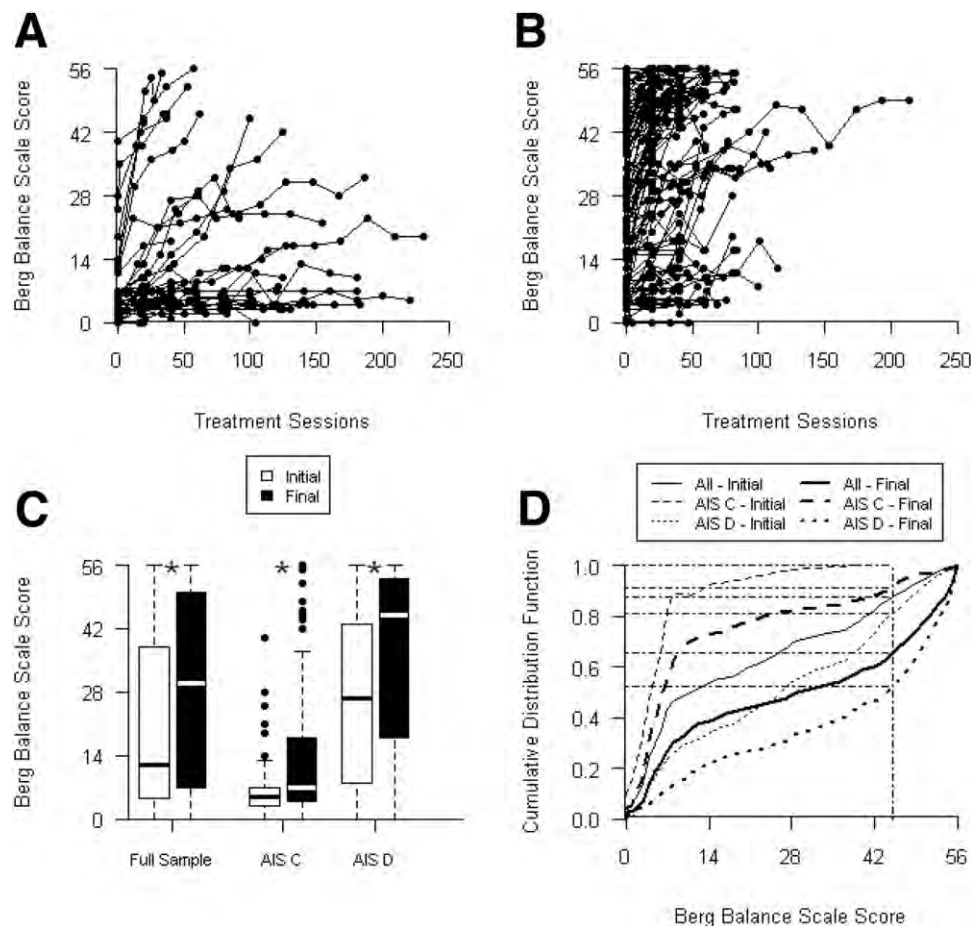 A
B
Berg Balance Scale Score
56
42
28
14
0
0 50 100 150 200 250
Treatment Sessions
Berg Balance Scale Score
56
42
28
14
0
0 50 100 150 200 250
Treatment Sessions
Initial
Final
C
Berg Balance Scale Score
56
42
28
14
0
* * *
Full Sample AIS C AIS D
All - Initial All - Final
AIS C - Initial AIS C - Final
AIS D - Initial AIS D - Final
D
Cumulative Distribution Function
1.0
0.8
0.6
0.4
0.2
0.0
0 14 28 42 56
Berg Balance Scale Score